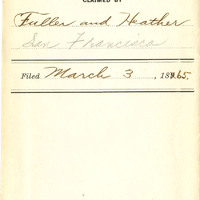 CLAIMED BY
Fuller and Heather
San Francisco
Filed March 3, 1865.